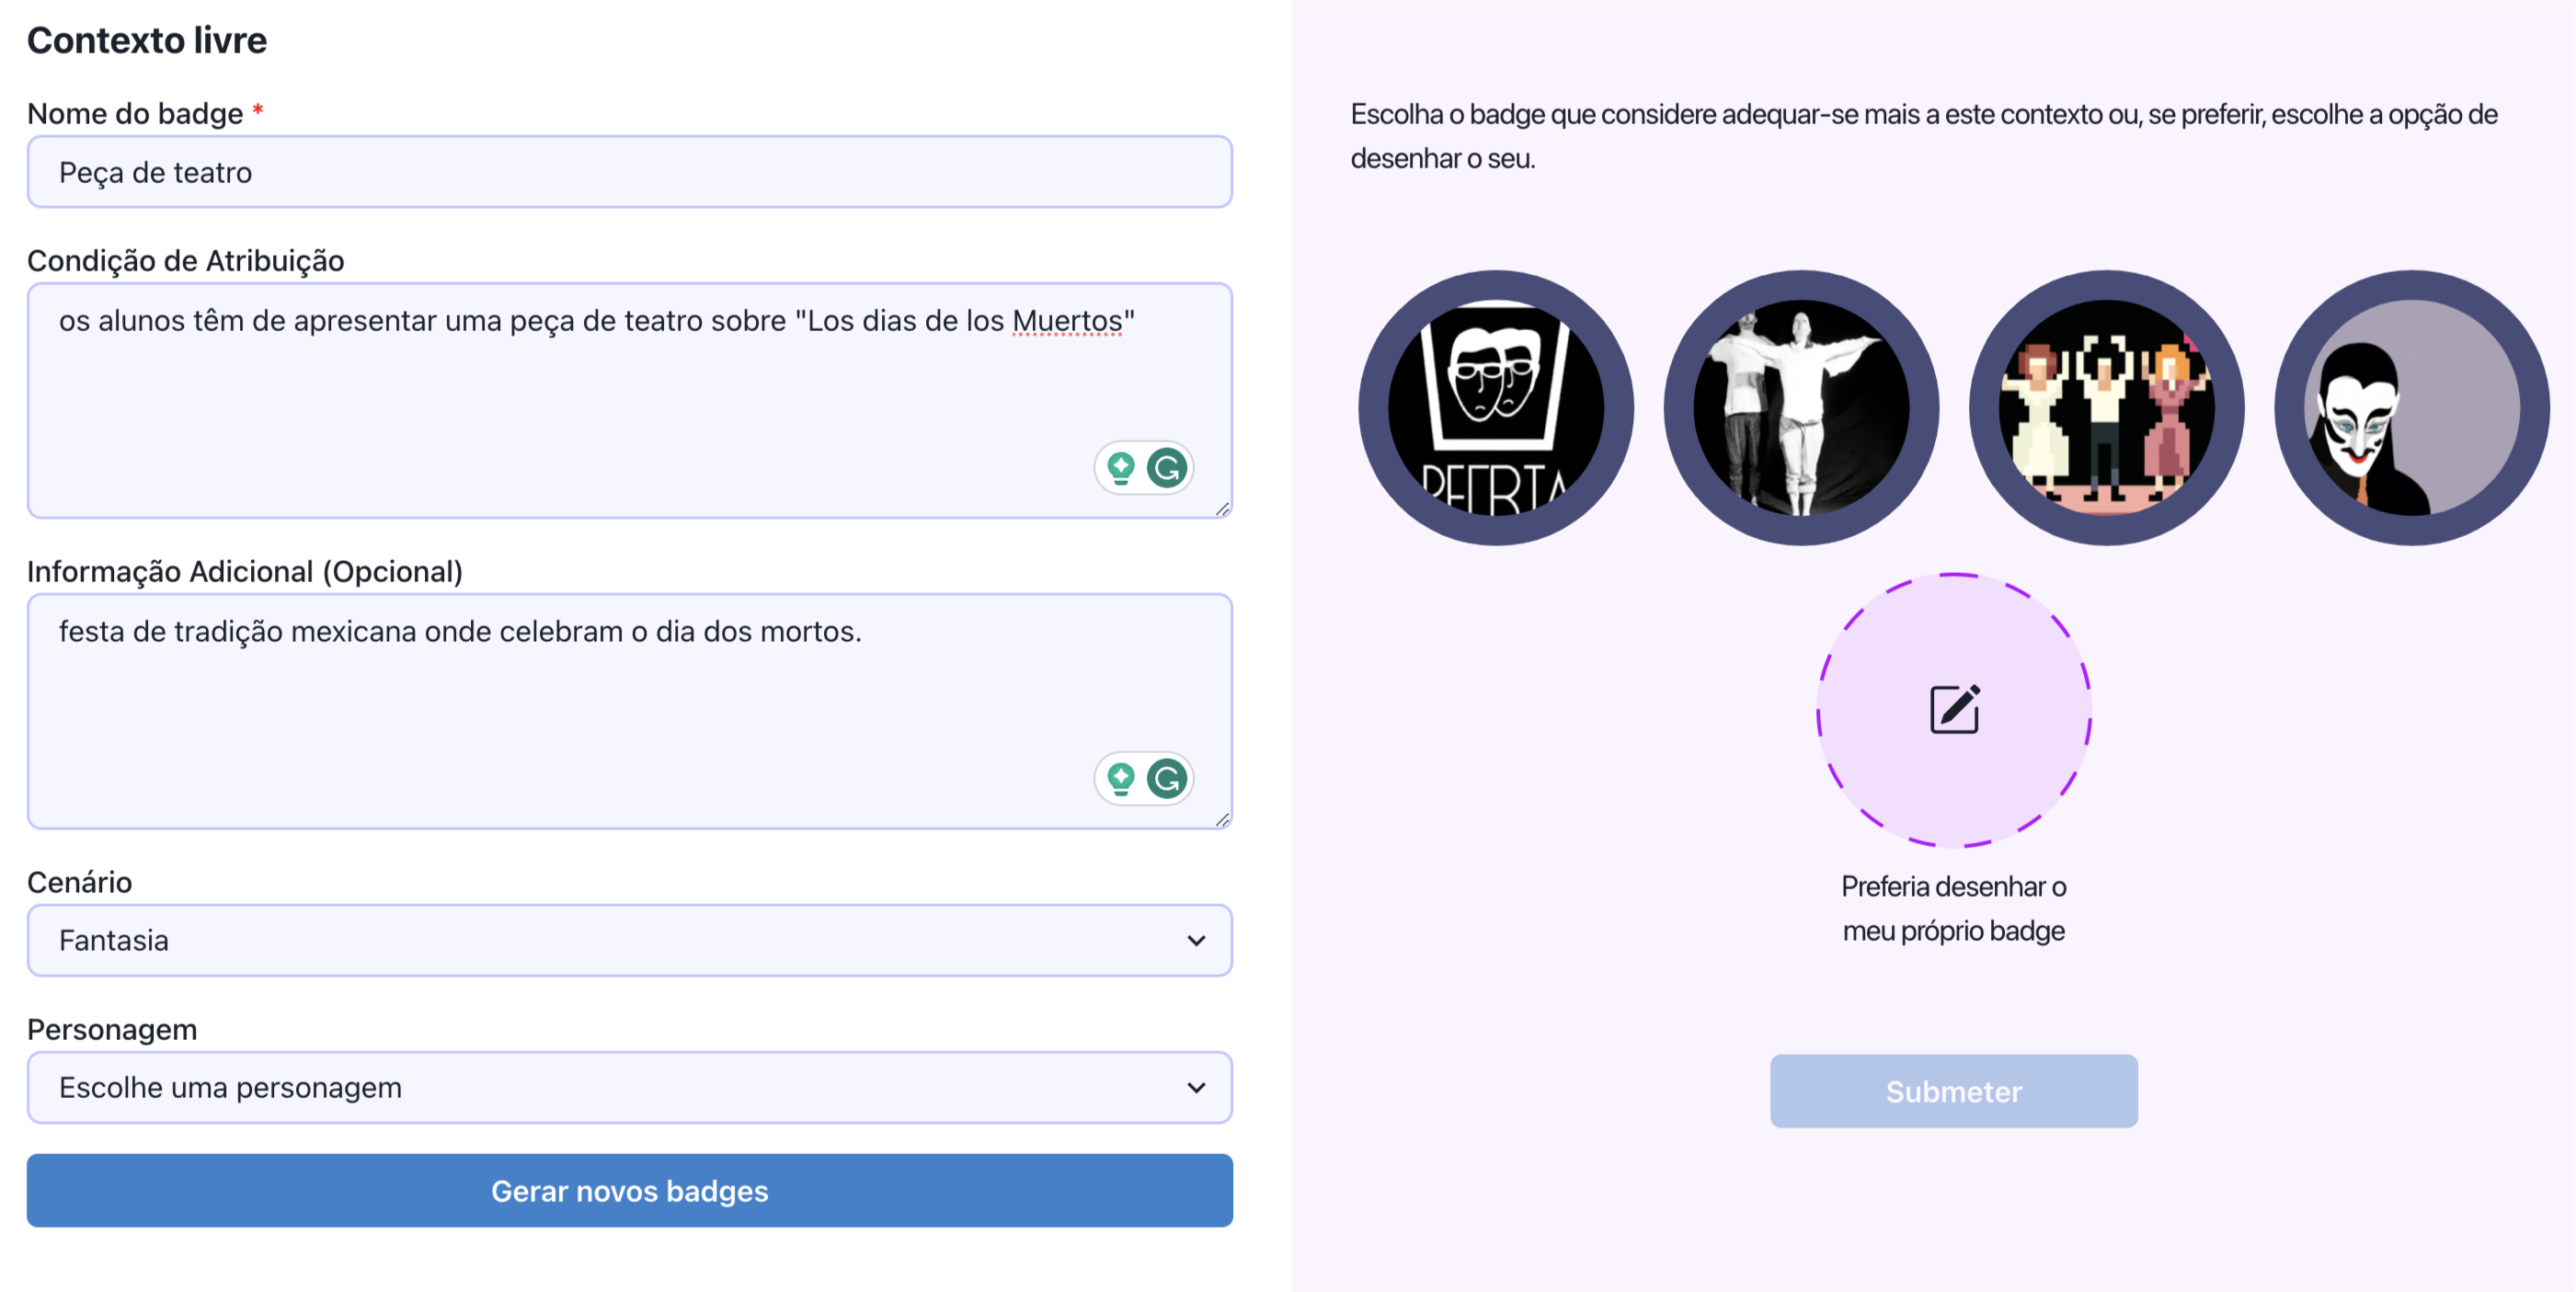 Contexto livre
Nome do badge *
Peça de teatro
Condição de Atribuição
os alunos têm de apresentar uma peça de teatro sobre "Los dias de los Muertos"
Informação Adicional (Opcional)
festa de tradição mexicana onde celebram o dia dos mortos.
Cenário
Fantasia
Personagem
Escolhe uma personagem
Gerar novos badges
Escolha o badge que considere adequar-se mais a este contexto ou, se preferir, escolhe a opção de
desenhar o seu.
Preferia desenhar o
meu próprio badge
Submeter